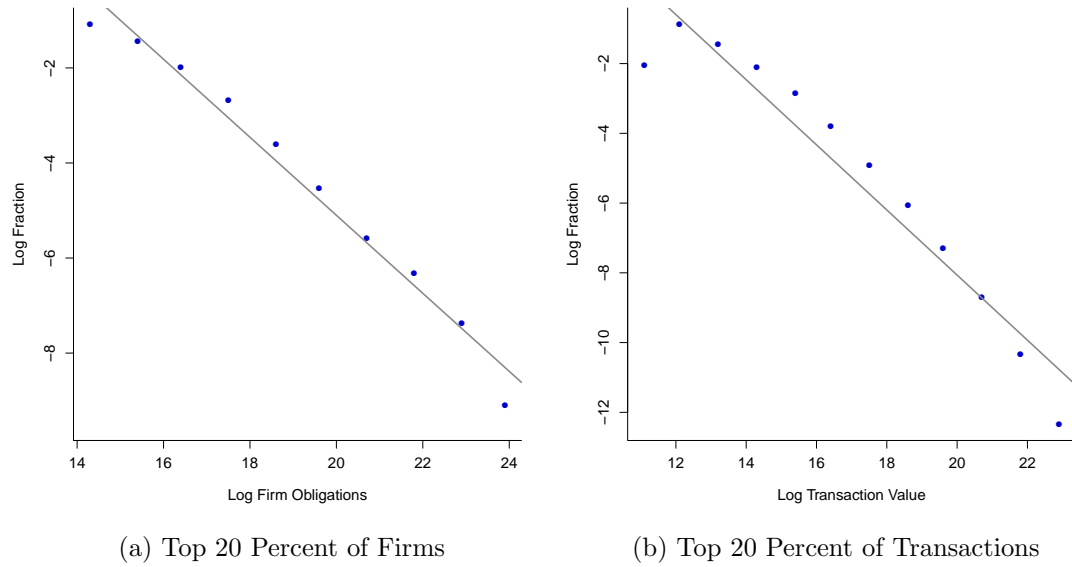 -2
-4
-6
-8
Log Fraction
14 16 18 20 22 24
Log Firm Obligations
(a) Top 20 Percent of Firms
-2
-4
-6
-8
-10
-12
Log Fraction
12 14 16 18 20 22
Log Transaction Value
(b) Top 20 Percent of Transactions